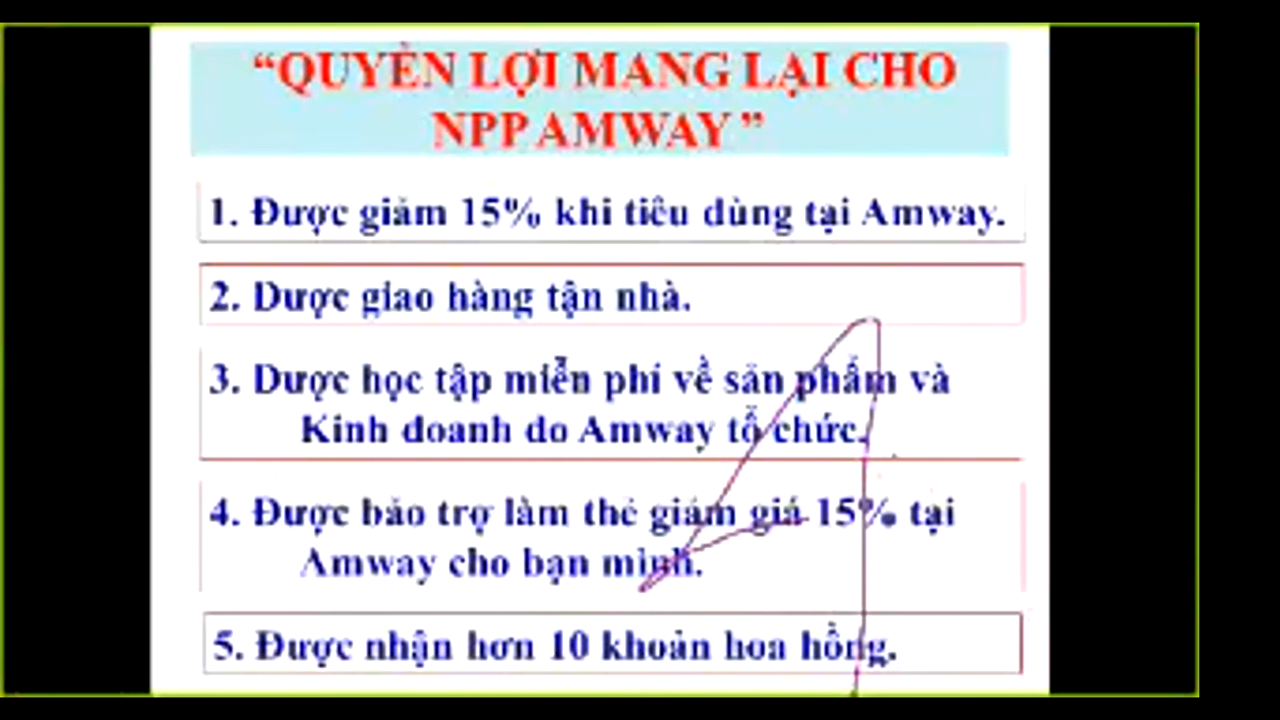 “QUYỀN LỢI MANG LẠI CHO
NPP AMWAY ”
1. Được giảm 15% khi tiêu dùng tại Amway.
2. Được giao hàng tận nhà.
3. Được học tập miễn phí về sản phẩm và
Kinh doanh do Amway tổ chức.
4. Được bảo trợ làm thẻ giảm giá 15% tại
Amway cho bạn mình.
5. Được nhận hơn 10 khoản hoa hồng.